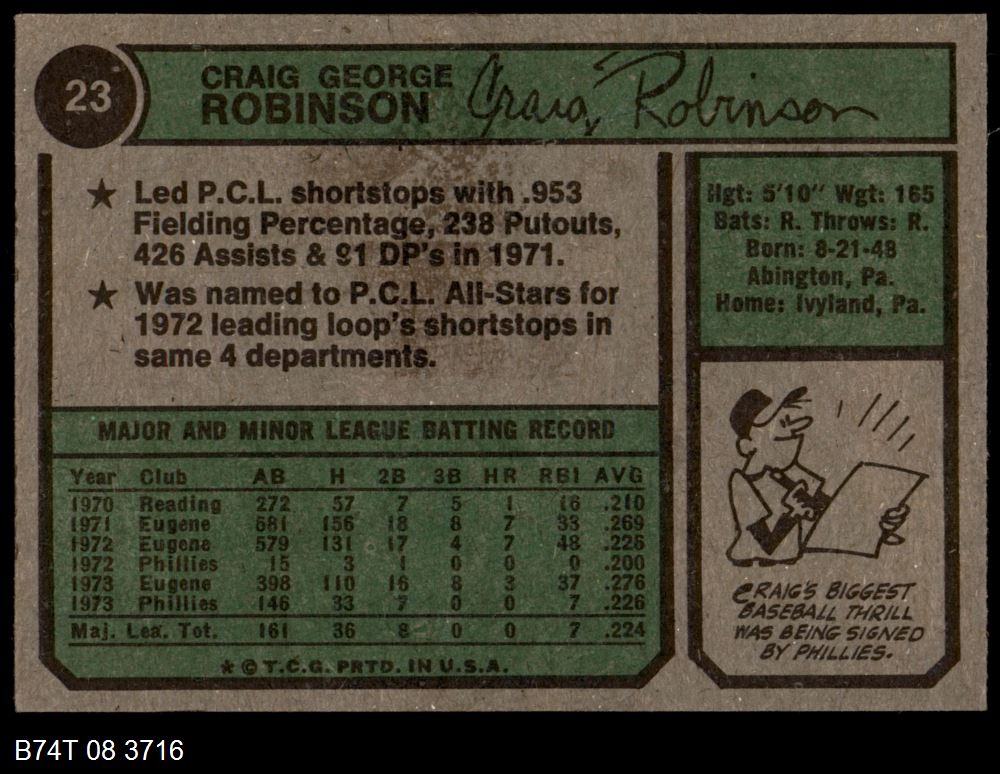 23
CRAIG GEORGE
ROBINSON
Craig Robinson
★ Led P.C.L. shortstops with .953
Fielding Percentage, 238 Putouts,
426 Assists & 91 DP's in 1971.
★ Was named to P.C.L. All-Stars for
1972 leading loop's shortstops in
same 4 departments.
Hgt: 5'10" Wgt: 165
Bats: R. Throws: R.
Born: 8-21-48
Abington, Pa.
Home: Ivyland, Pa.
MAJOR AND MINOR LEAGUE BATTING RECORD
Year Club AB H 2B 3B HR RBI AVG
1970 Reading 272 57 7 5 1 16 .210
1971 Eugene 581 156 18 8 7 33 .269
1972 Eugene 579 131 17 4 7 48 .226
1972 Phillies 15 3 1 0 0 0 .200
1973 Eugene 398 110 16 8 3 37 .276
1973 Phillies 146 33 7 0 0 7 .226
Maj. Lea. Tot. 161 36 8 0 0 7 .224
★ © T.C.G. PRTD. IN U.S.A.
CRAIG'S BIGGEST
BASEBALL THRILL
WAS BEING SIGNED
BY PHILLIES.
B74T 08 3716